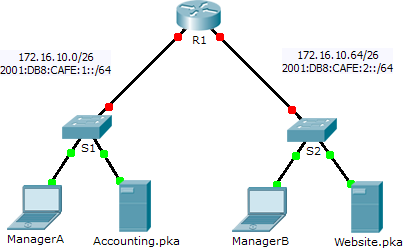 R1
172.16.10.0/26
2001:DB8:CAFE:1::/64
172.16.10.64/26
2001:DB8:CAFE:2::/64
S1
S2
ManagerA
Accounting.pka
ManagerB
Website.pka